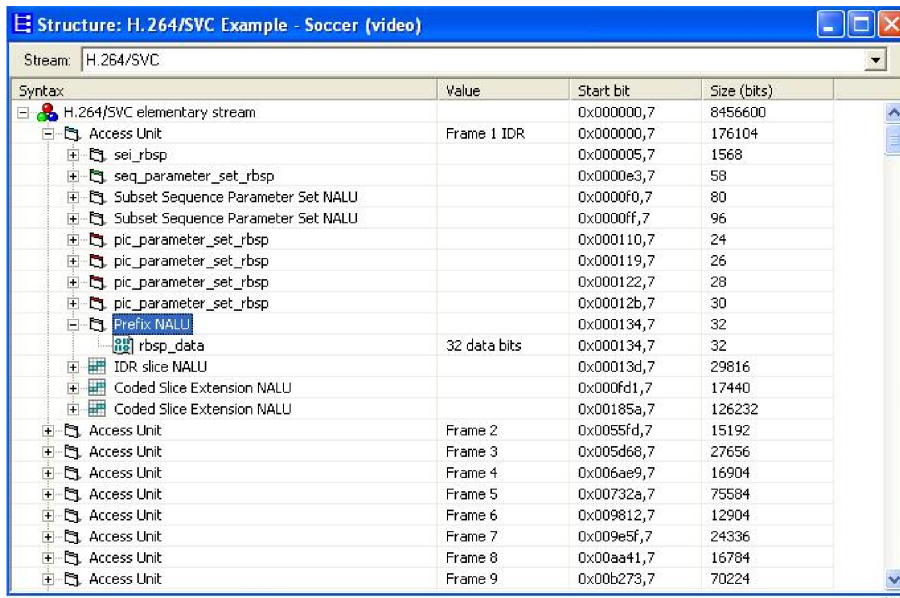 Structure: H.264/SVC Example - Soccer (video)
Stream: H.264/SVC
Syntax Value Start bit Size (bits)
H.264/SVC elementary stream 0x000000,7 8456600
Access Unit Frame 1 IDR 0x000000,7 176104
sei_rbsp 0x000005,7 1568
seq_parameter_set_rbsp 0x0000e3,7 58
Subset Sequence Parameter Set NALU 0x0000f0,7 80
Subset Sequence Parameter Set NALU 0x0000ff,7 96
pic_parameter_set_rbsp 0x000110,7 24
pic_parameter_set_rbsp 0x000119,7 26
pic_parameter_set_rbsp 0x000122,7 28
pic_parameter_set_rbsp 0x00012b,7 30
Prefix NALU 0x000134,7 32
rbsp_data 32 data bits 0x000134,7 32
IDR slice NALU 0x00013d,7 29816
Coded Slice Extension NALU 0x000fd1,7 17440
Coded Slice Extension NALU 0x00185a,7 126232
Access Unit Frame 2 0x0055fd,7 15192
Access Unit Frame 3 0x005d68,7 27656
Access Unit Frame 4 0x006ae9,7 16904
Access Unit Frame 5 0x00732a,7 75584
Access Unit Frame 6 0x009812,7 12904
Access Unit Frame 7 0x009e5f,7 24336
Access Unit Frame 8 0x00aa41,7 16784
Access Unit Frame 9 0x00b273,7 70224